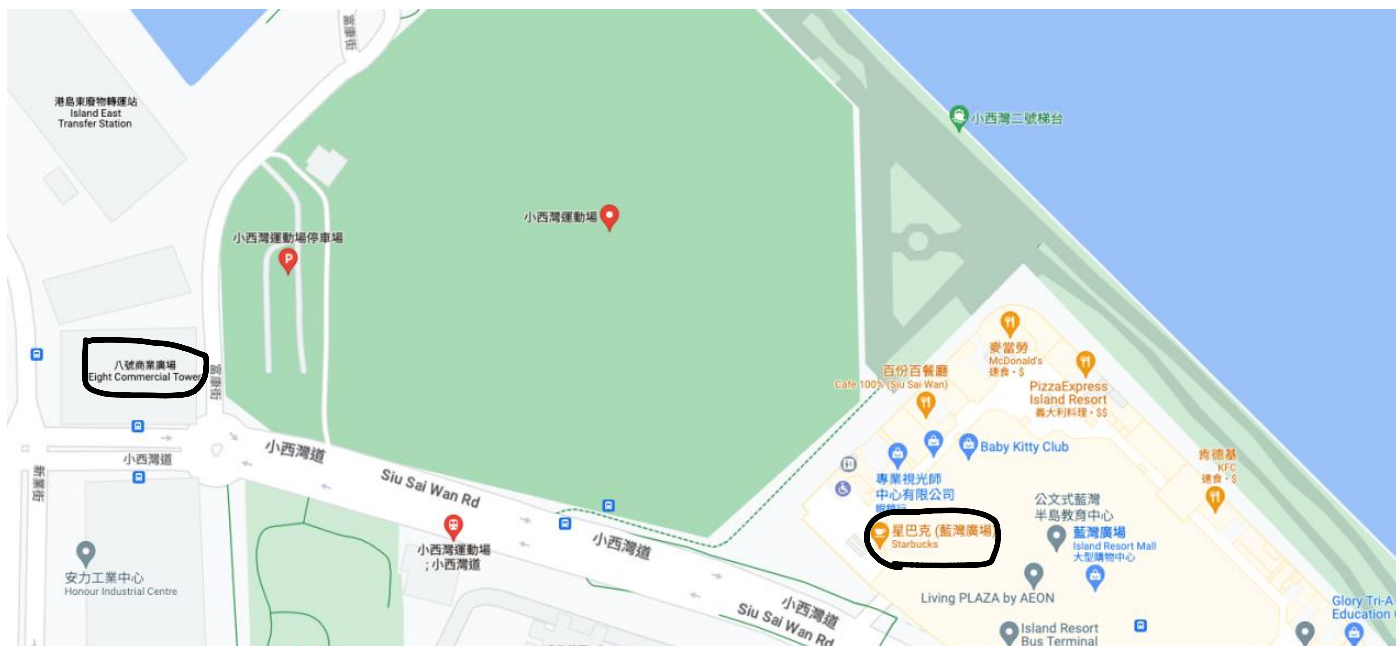 富康街
港島東廢物轉運站
Island East
Transfer Station
小西灣二號梯台
小西灣運動場
小西灣運動場停車場
P
八號商業廣場
Eight Commercial Tower
富康街
麥當勞
McDonald's
速食・$
百份百餐廳
Cafe 100% (Siu Sai Wan)
PizzaExpress
Island Resort
義大利料理・$$
小西灣道
小西灣道
Siu Sai Wan Rd
新業街
Baby Kitty Club
肯德基
KFC
速食・$
專業視光師
中心有限公司
眼鏡行
公文式藍灣
半島教育中心
星巴克 (藍灣廣場)
Starbucks
藍灣廣場
Island Resort Mall
大型購物中心
小西灣運動場
; 小西灣道
小西灣道
安力工業中心
Honour Industrial Centre
Living PLAZA by AEON
小西灣道
Siu Sai Wan Rd
Glory Tri-A
Education
Island Resort
Bus Terminal